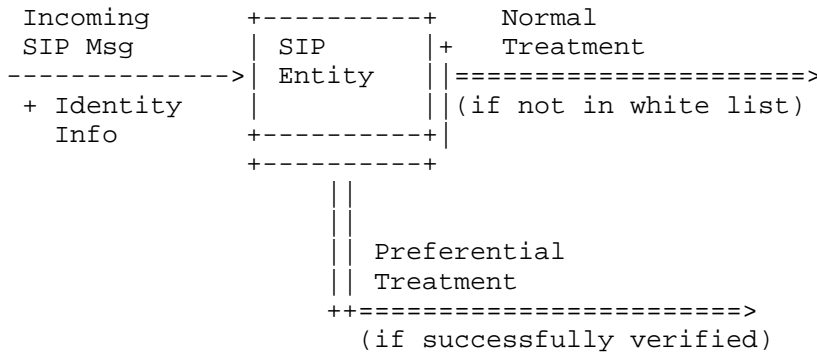 Incoming SIP Msg
+ Identity Info
SIP Entity
Normal Treatment
(if not in white list)
Preferential Treatment
(if successfully verified)